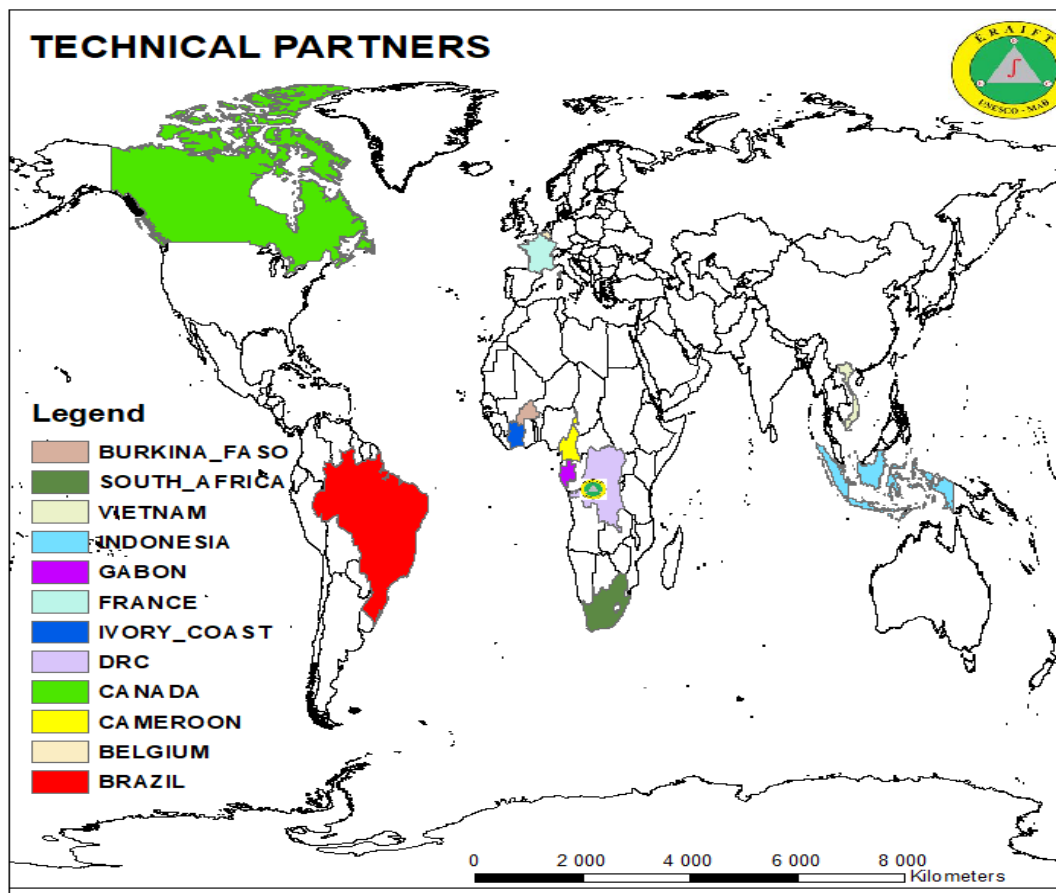 TECHNICAL PARTNERS
ERAIFT
UNESCO - MAB
Legend
BURKINA_FASO
SOUTH_AFRICA
VIETNAM
INDONESIA
GABON
FRANCE
IVORY_COAST
DRC
CANADA
CAMEROON
BELGIUM
BRAZIL
0 2 000 4 000 6 000 8 000
Kilometers